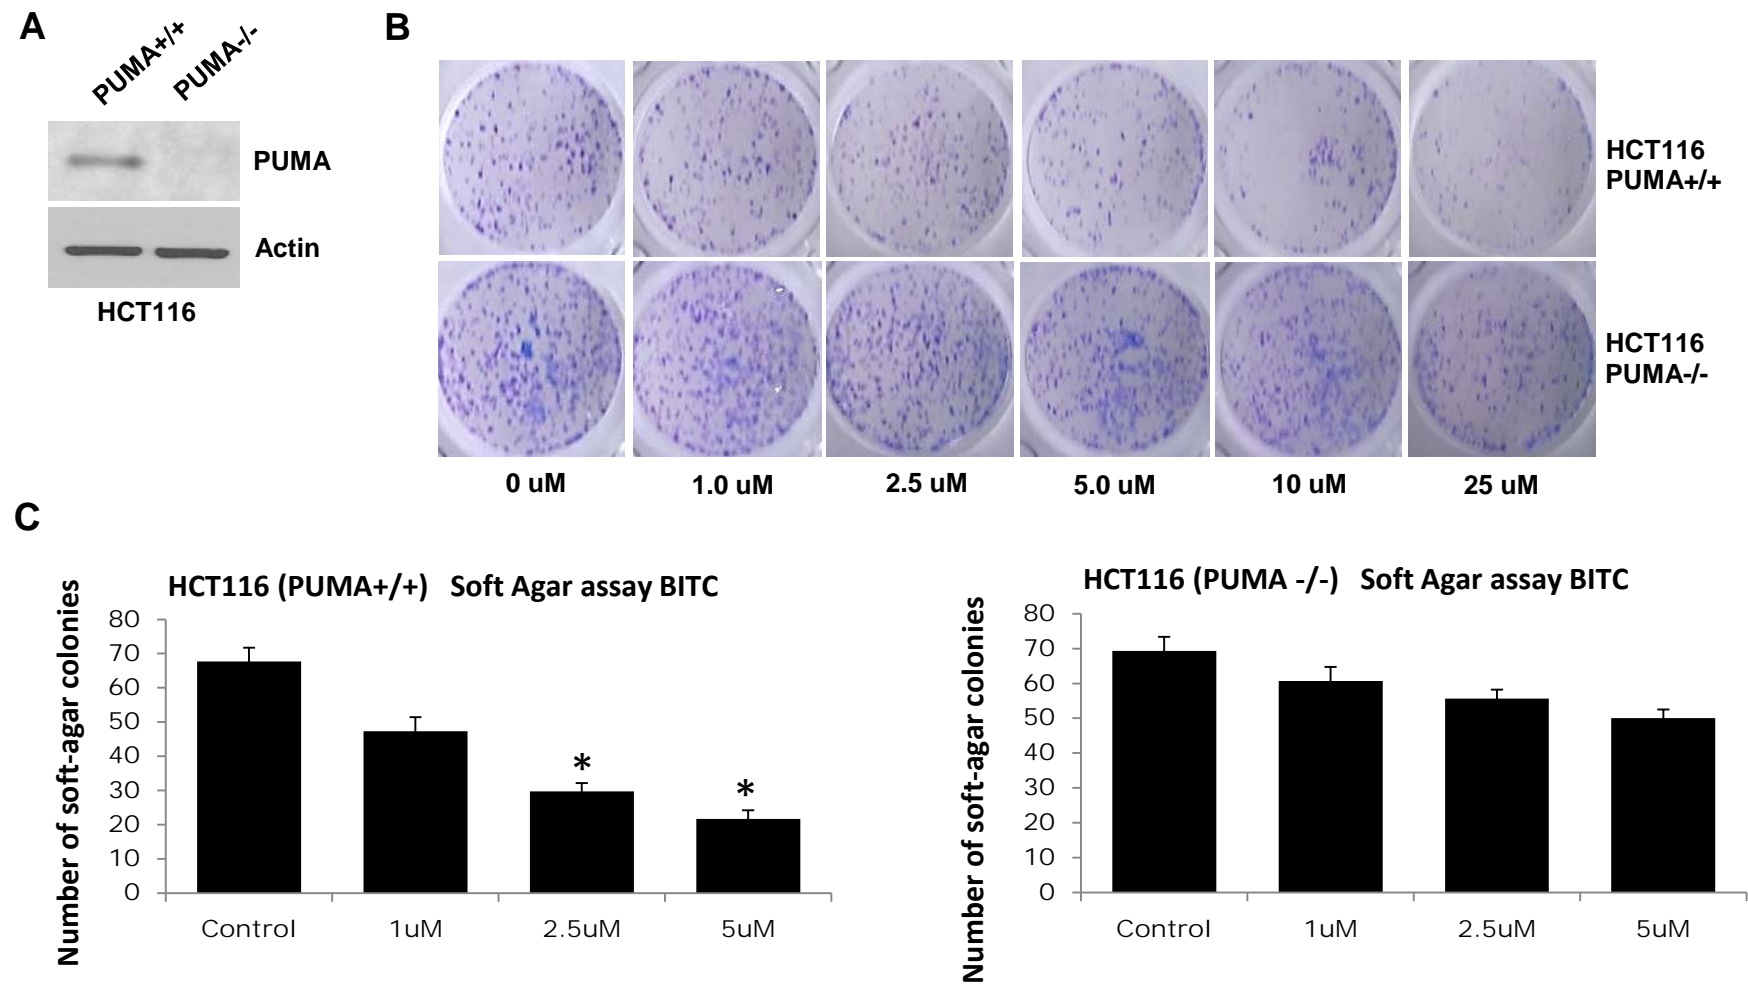 A
PUMA+/+
PUMA-/-
PUMA
Actin
HCT116
B
HCT116
PUMA+/+
HCT116
PUMA-/-
0 uM
1.0 uM
2.5 uM
5.0 uM
10 uM
25 uM
C
HCT116 (PUMA+/+) Soft Agar assay BITC
Number of soft-agar colonies
80
70
60
50
40
30
20
10
0
*
*
Control
1uM
2.5uM
5uM
HCT116 (PUMA -/-) Soft Agar assay BITC
Number of soft-agar colonies
80
70
60
50
40
30
20
10
0
Control
1uM
2.5uM
5uM